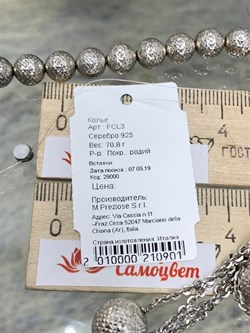 Колье
Арт.: FCL3
Серебро 925
Вес: 70,8 г
Р-р: Покр.: родий
Вставки:
Дата поcтав.: 07.05.19
Код: 29000
Цена:
Производитель:
M.Preziose S.r.l.
Адрес: Via Cassia n.11
-Fraz.Cesa 52047 Marciano della
Chiana (Ar), Italia
Страна изготовления: Италия
2 010000 210901
Самоцвет